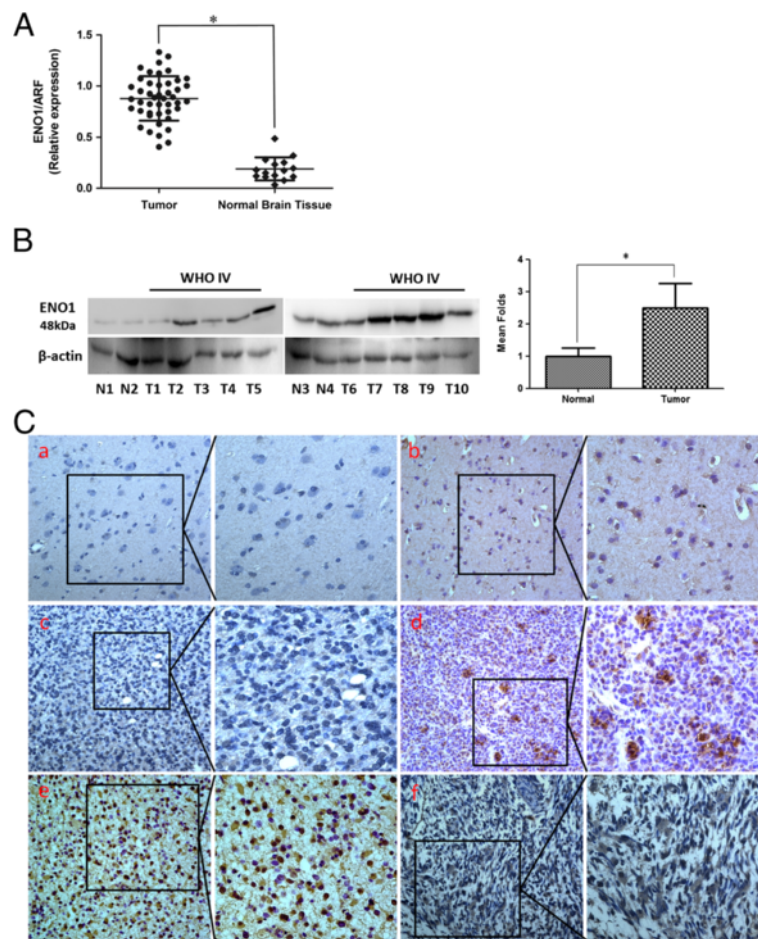 A
*
ENO1/ARF
(Relative expression)
1.5
1.0
0.5
0.0
Tumor
Normal Brain Tissue
B
WHO IV
WHO IV
ENO1
48kDa
β-actin
N1 N2 T1 T2 T3 T4 T5
N3 N4 T6 T7 T8 T9 T10
*
Mean Folds
4
3
2
1
0
Normal
Tumor
C
a
b
c
d
e
f